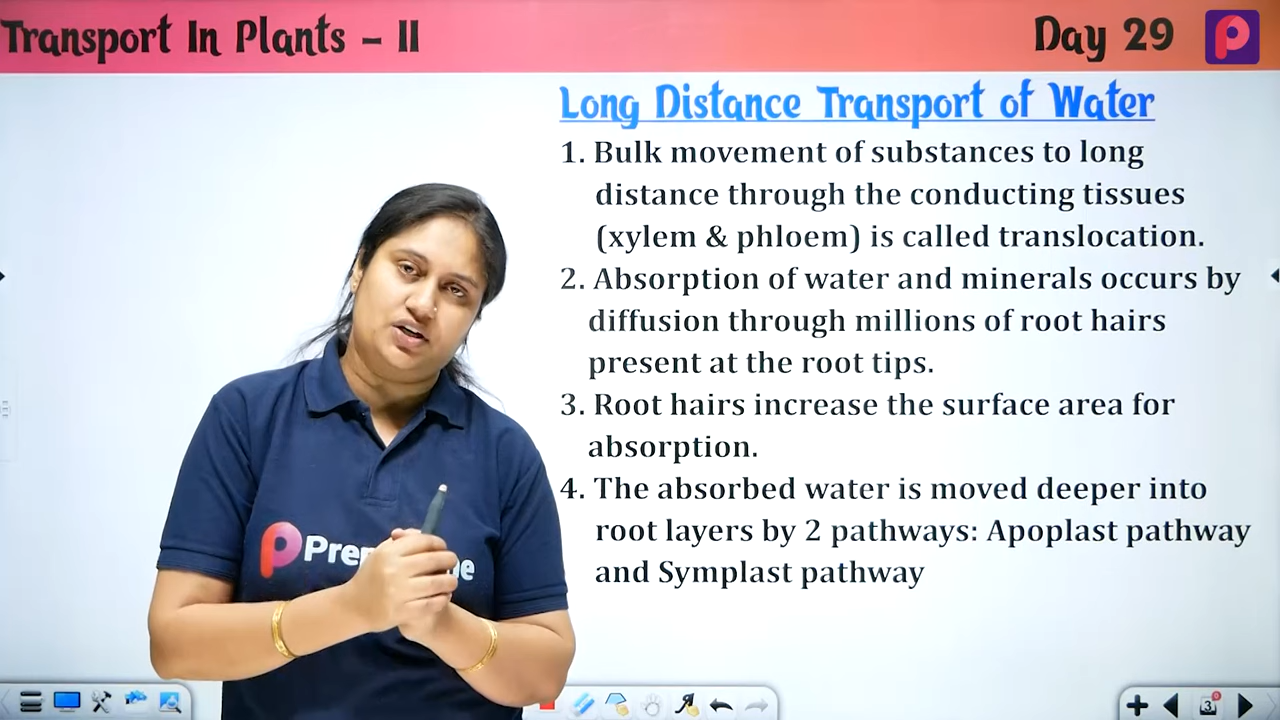 Transport In Plants – II
Day 29
Long Distance Transport of Water
1. Bulk movement of substances to long
distance through the conducting tissues
(xylem & phloem) is called translocation.
2. Absorption of water and minerals occurs by
diffusion through millions of root hairs
present at the root tips.
3. Root hairs increase the surface area for
absorption.
4. The absorbed water is moved deeper into
root layers by 2 pathways: Apoplast pathway
and Symplast pathway
3